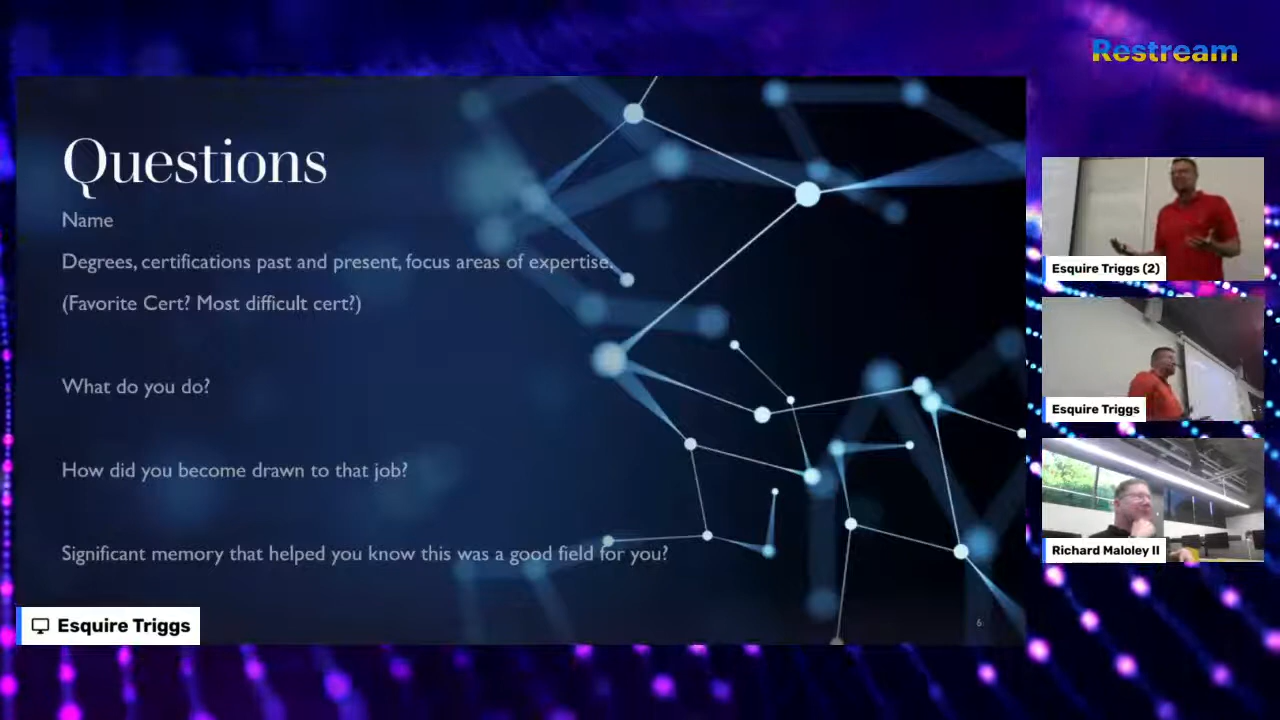 Restream
Questions
Name
Degrees, certifications past and present, focus areas of expertise.
(Favorite Cert? Most difficult cert?)
What do you do?
How did you become drawn to that job?
Significant memory that helped you know this was a good field for you?
6
Esquire Triggs
Esquire Triggs (2)
Esquire Triggs
Richard Maloley II